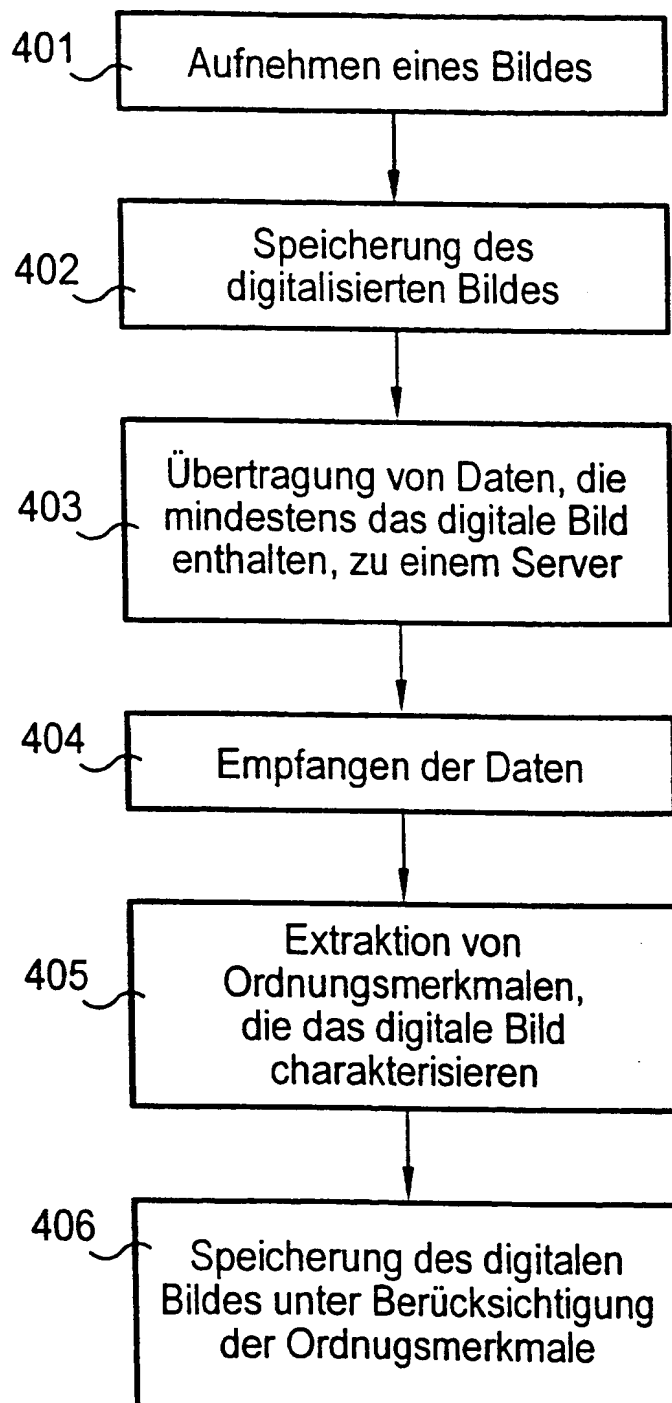 401
Aufnehmen eines Bildes
402
Speicherung des
digitalisierten Bildes
403
Übertragung von Daten, die
mindestens das digitale Bild
enthalten, zu einem Server
404
Empfangen der Daten
405
Extraktion von
Ordnungsmerkmalen,
die das digitale Bild
charakterisieren
406
Speicherung des digitalen
Bildes unter Berücksichtigung
der Ordnugsmerkmale